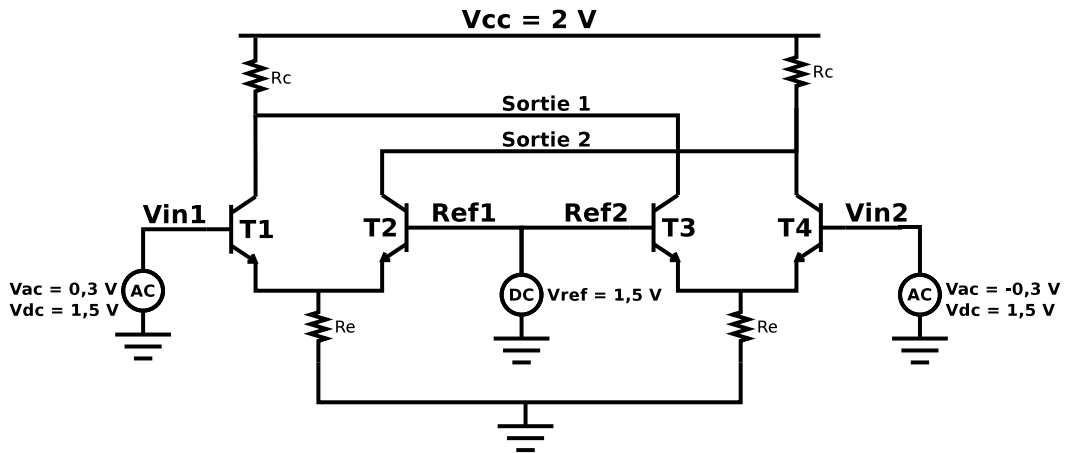 Vcc = 2 V
Rc
Rc
Sortie 1
Sortie 2
Vin1
T1
T2
Ref1
Ref2
T3
T4
Vin2
Vac = 0,3 V
Vdc = 1,5 V
AC
DC
Vref = 1,5 V
AC
Vac = -0,3 V
Vdc = 1,5 V
Re
Re